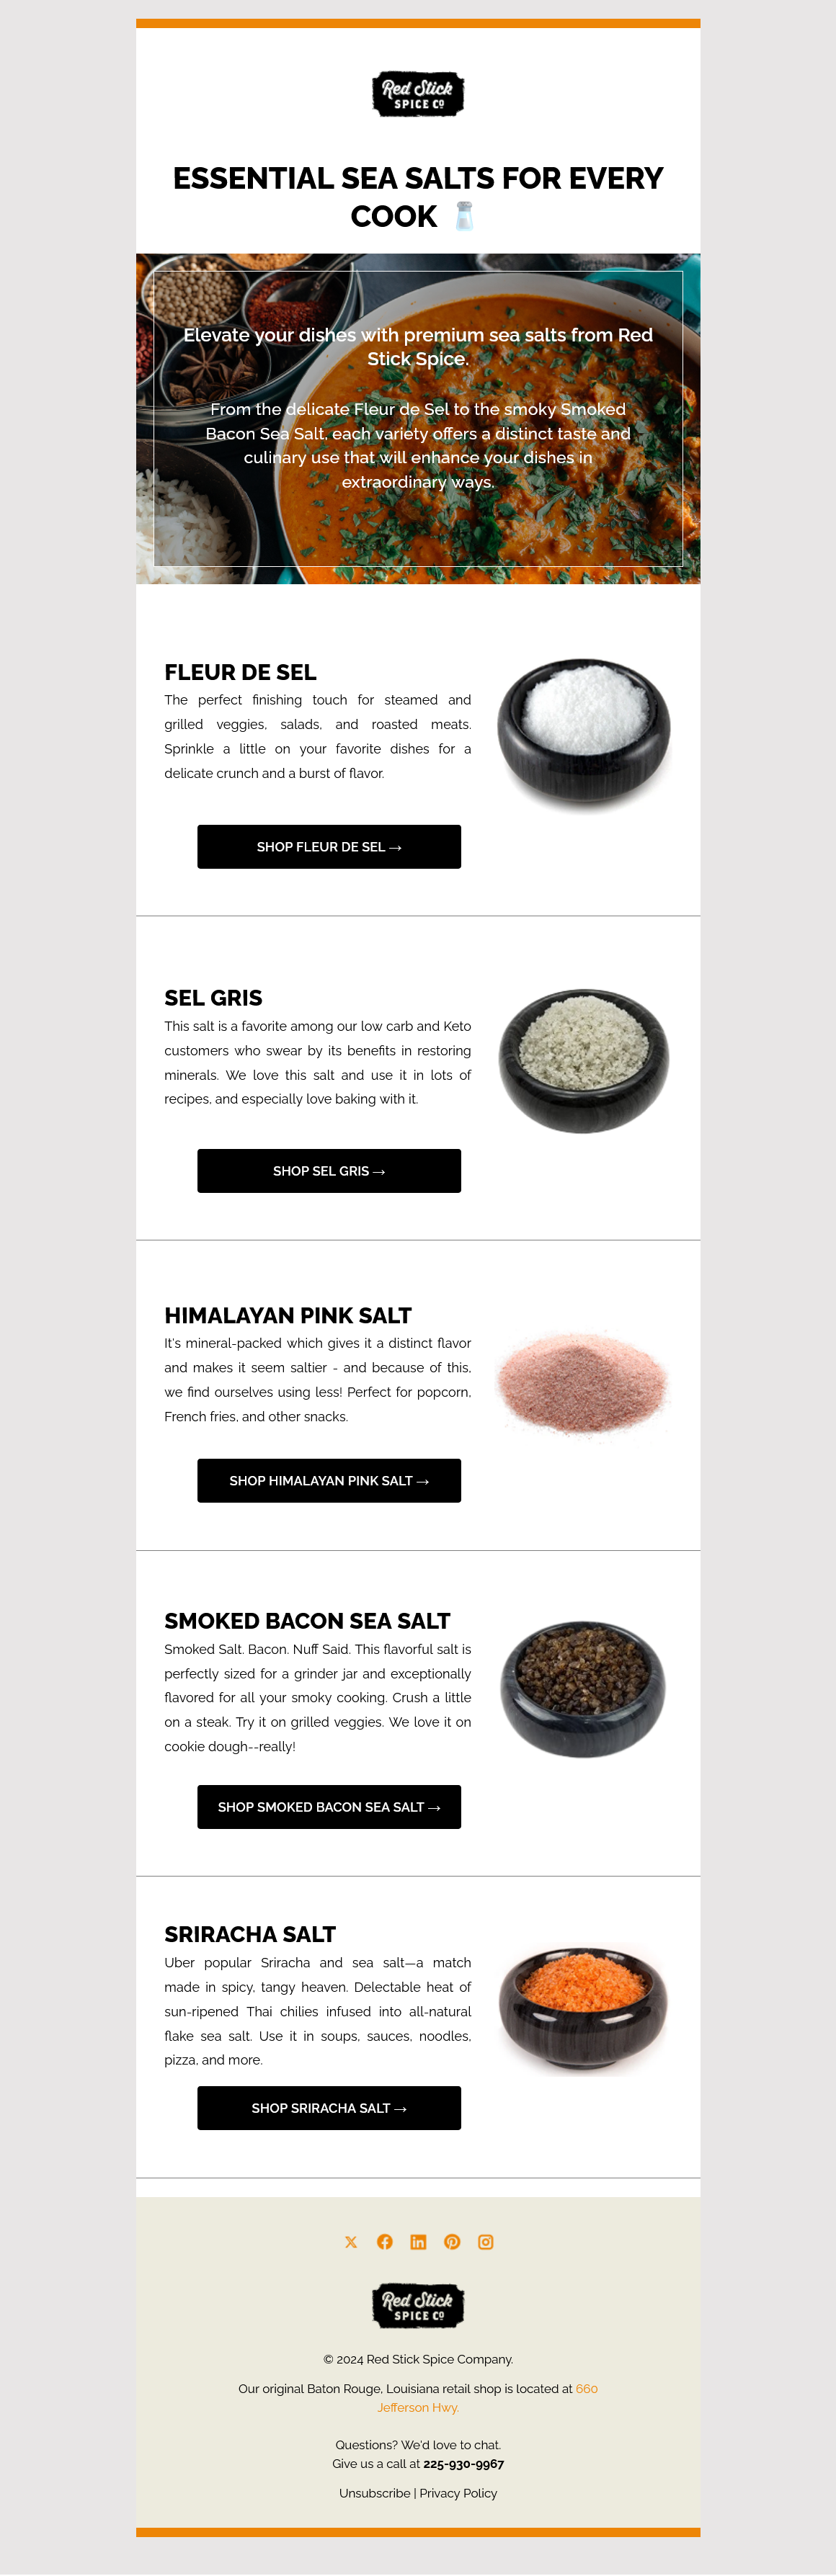 Red Stick
SPICE CO
ESSENTIAL SEA SALTS FOR EVERY
COOK
Elevate your dishes with premium sea salts from Red
Stick Spice.
From the delicate Fleur de Sel to the smoky Smoked
Bacon Sea Salt, each variety offers a distinct taste and
culinary use that will enhance your dishes in
extraordinary ways.
FLEUR DE SEL
The perfect finishing touch for steamed and
grilled veggies, salads, and roasted meats.
Sprinkle a little on your favorite dishes for a
delicate crunch and a burst of flavor.
SHOP FLEUR DE SEL →
SEL GRIS
This salt is a favorite among our low carb and Keto
customers who swear by its benefits in restoring
minerals. We love this salt and use it in lots of
recipes, and especially love baking with it.
SHOP SEL GRIS →
HIMALAYAN PINK SALT
It's mineral-packed which gives it a distinct flavor
and makes it seem saltier - and because of this,
we find ourselves using less! Perfect for popcorn,
French fries, and other snacks.
SHOP HIMALAYAN PINK SALT →
SMOKED BACON SEA SALT
Smoked Salt. Bacon. Nuff Said. This flavorful salt is
perfectly sized for a grinder jar and exceptionally
flavored for all your smoky cooking. Crush a little
on a steak. Try it on grilled veggies. We love it on
cookie dough--really!
SHOP SMOKED BACON SEA SALT →
SRIRACHA SALT
Uber popular Sriracha and sea salt—a match
made in spicy, tangy heaven. Delectable heat of
sun-ripened Thai chilies infused into all-natural
flake sea salt. Use it in soups, sauces, noodles,
pizza, and more.
SHOP SRIRACHA SALT →
Red Stick
SPICE CO
© 2024 Red Stick Spice Company.
Our original Baton Rouge, Louisiana retail shop is located at 660
Jefferson Hwy.
Questions? We'd love to chat.
Give us a call at 225-930-9967
Unsubscribe | Privacy Policy